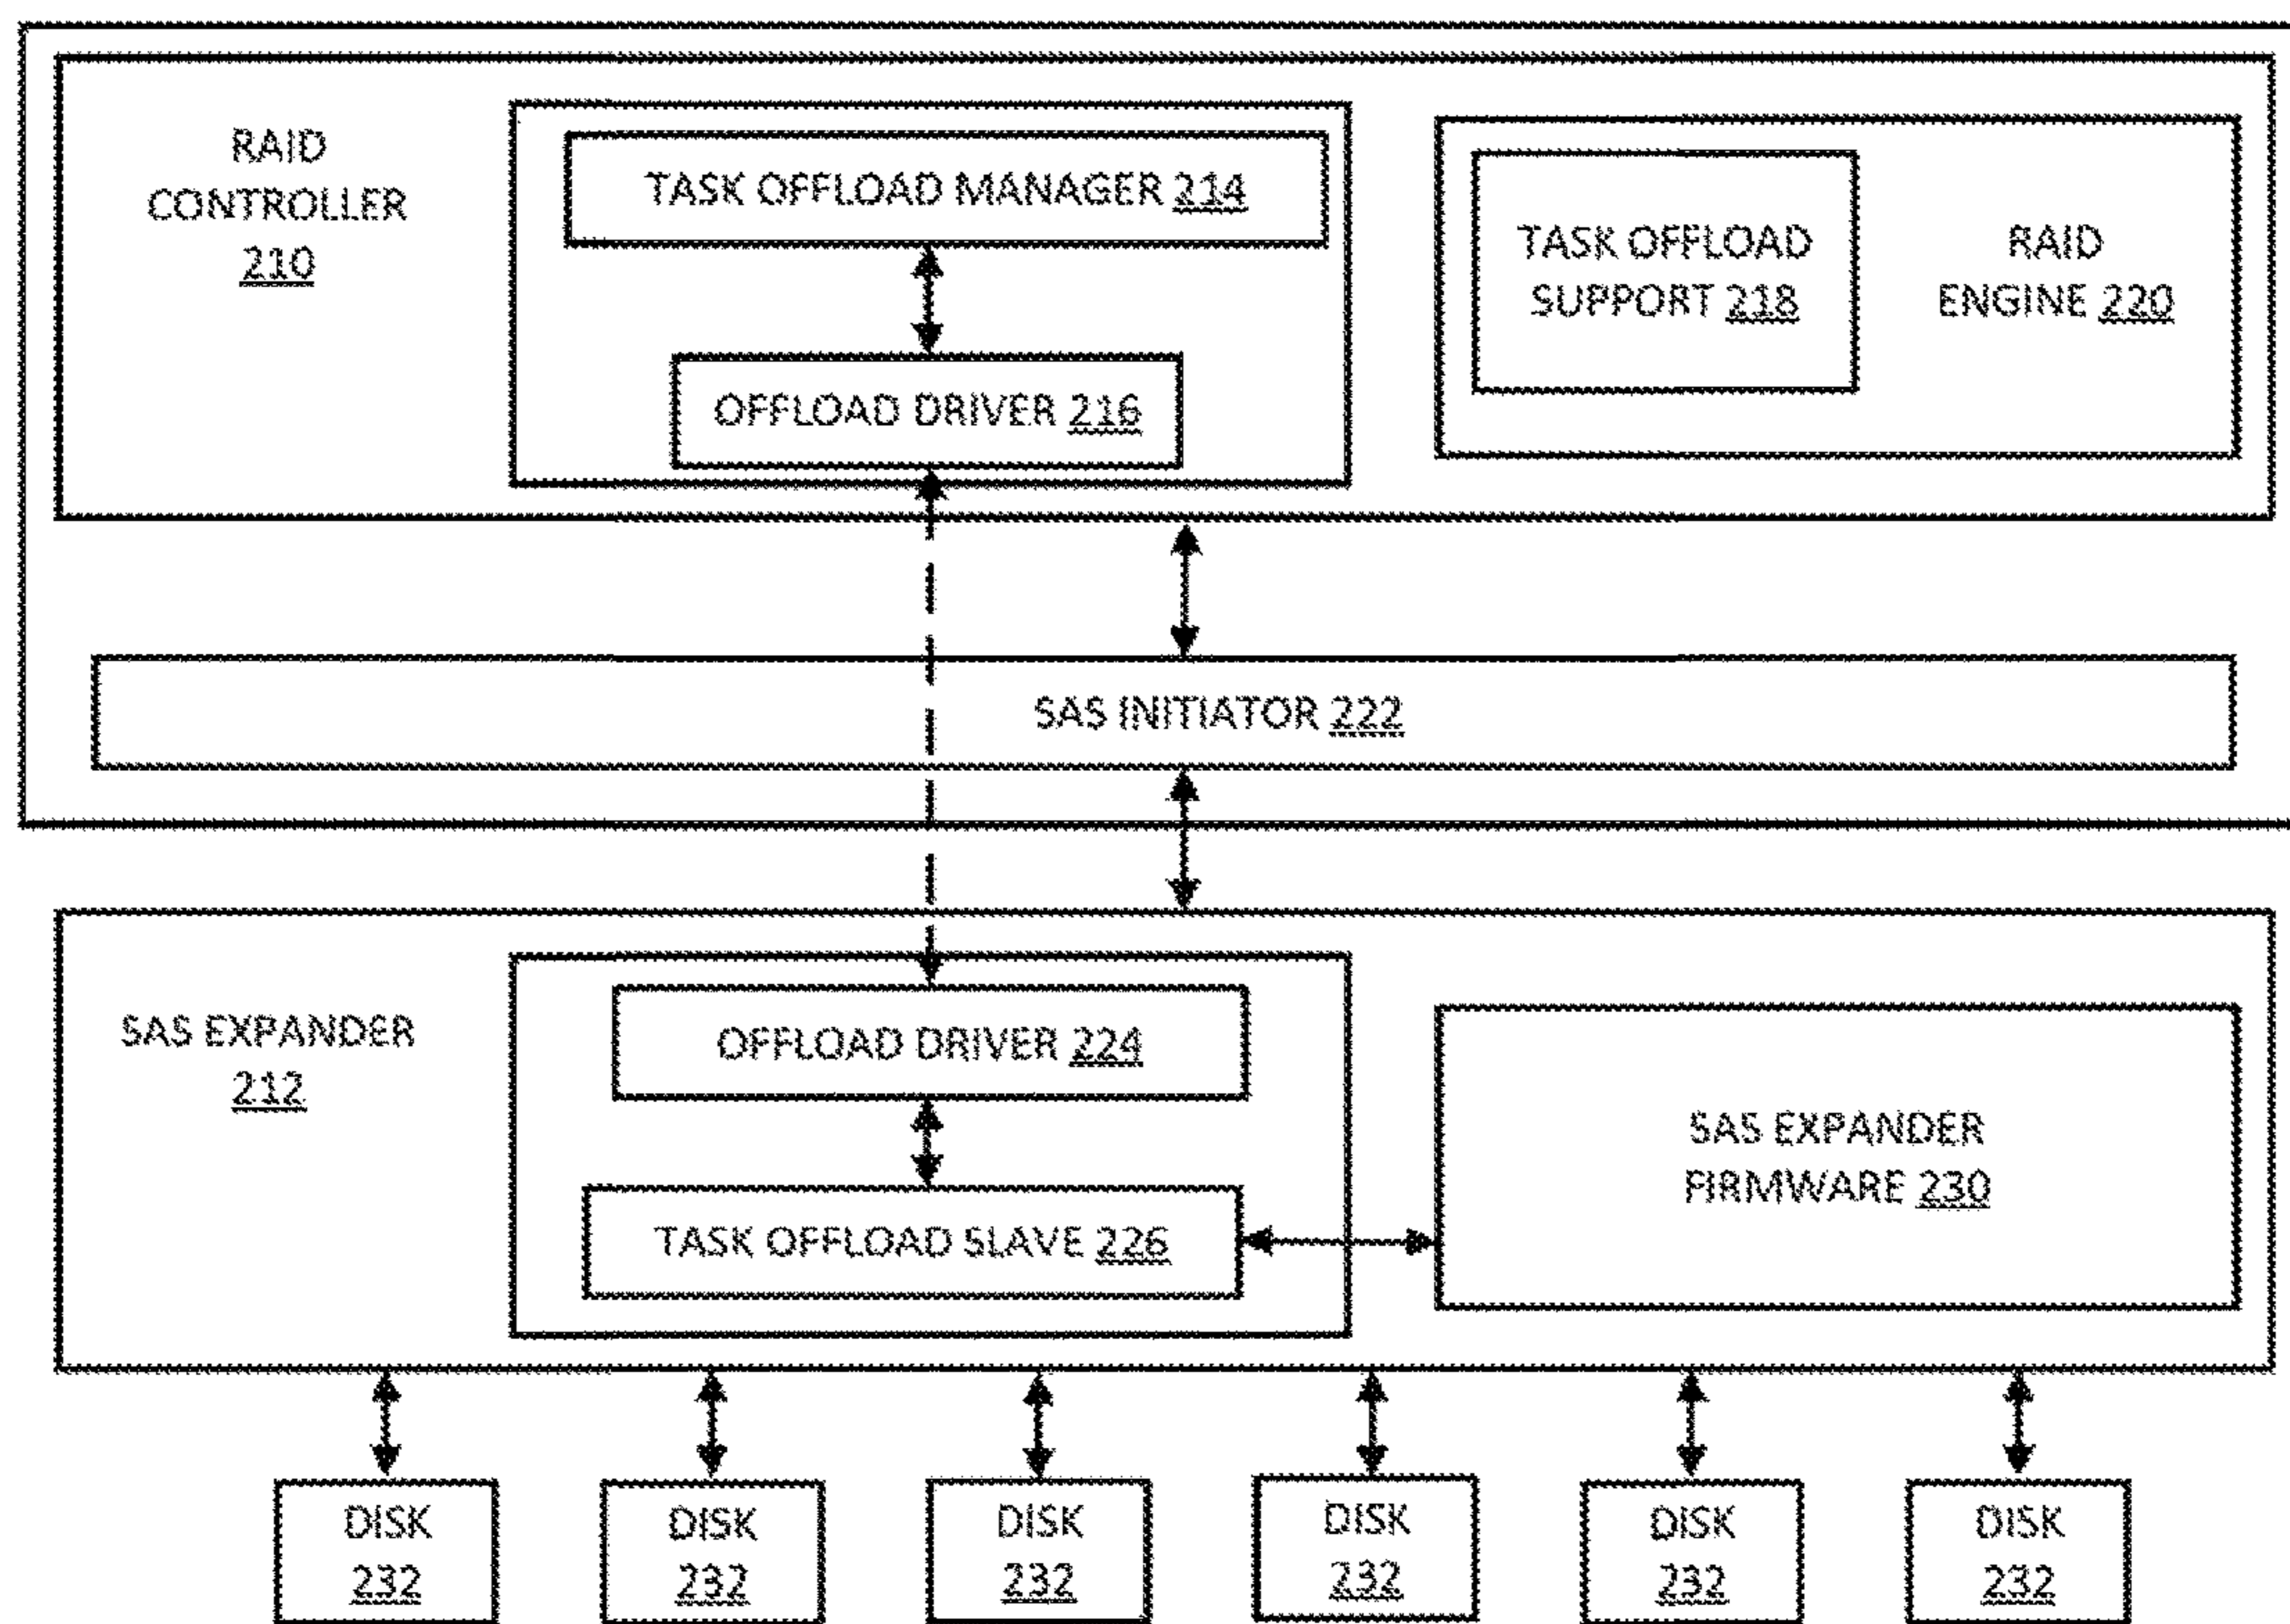 RAID
CONTROLLER
210
TASK OFFLOAD MANAGER 214
OFFLOAD DRIVER 216
TASK OFFLOAD
SUPPORT 218
RAID
ENGINE 220
SAS INITIATOR 222
SAS EXPANDER
212
OFFLOAD DRIVER 224
TASK OFFLOAD SLAVE 226
SAS EXPANDER
FIRMWARE 230
DISK
232
DISK
232
DISK
232
DISK
232
DISK
232
DISK
232